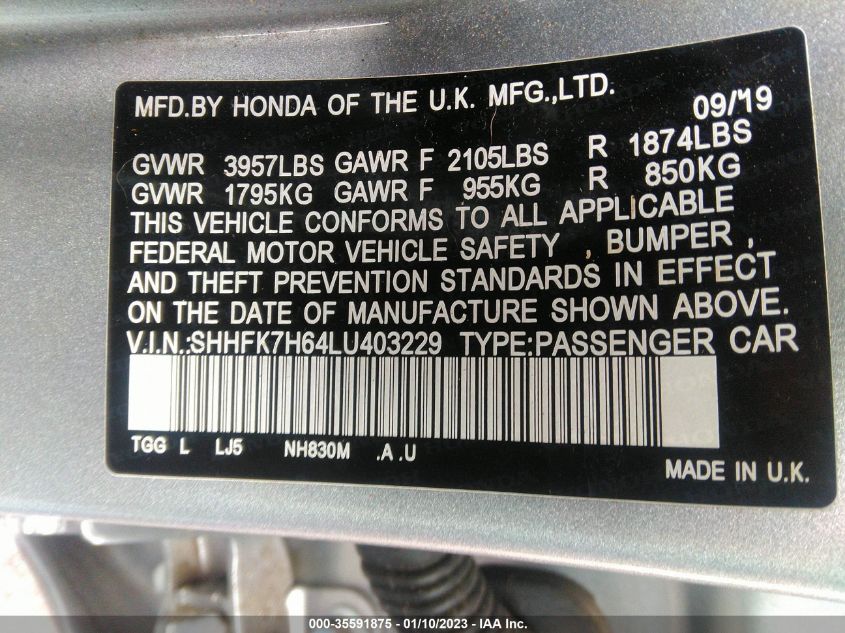 MFD.BY HONDA OF THE U.K. MFG.,LTD. 09/19
GVWR 3957LBS GAWR F 2105LBS R 1874LBS
GVWR 1795KG GAWR F 955KG R 850KG
THIS VEHICLE CONFORMS TO ALL APPLICABLE
FEDERAL MOTOR VEHICLE SAFETY , BUMPER ,
AND THEFT PREVENTION STANDARDS IN EFFECT
ON THE DATE OF MANUFACTURE SHOWN ABOVE.
V.I.N.:SHHFK7H64LU403229 TYPE:PASSENGER CAR
TGG L LJ5 NH830M .A .U
MADE IN U.K.
000-35591875 — 01/10/2023 — IAA Inc.